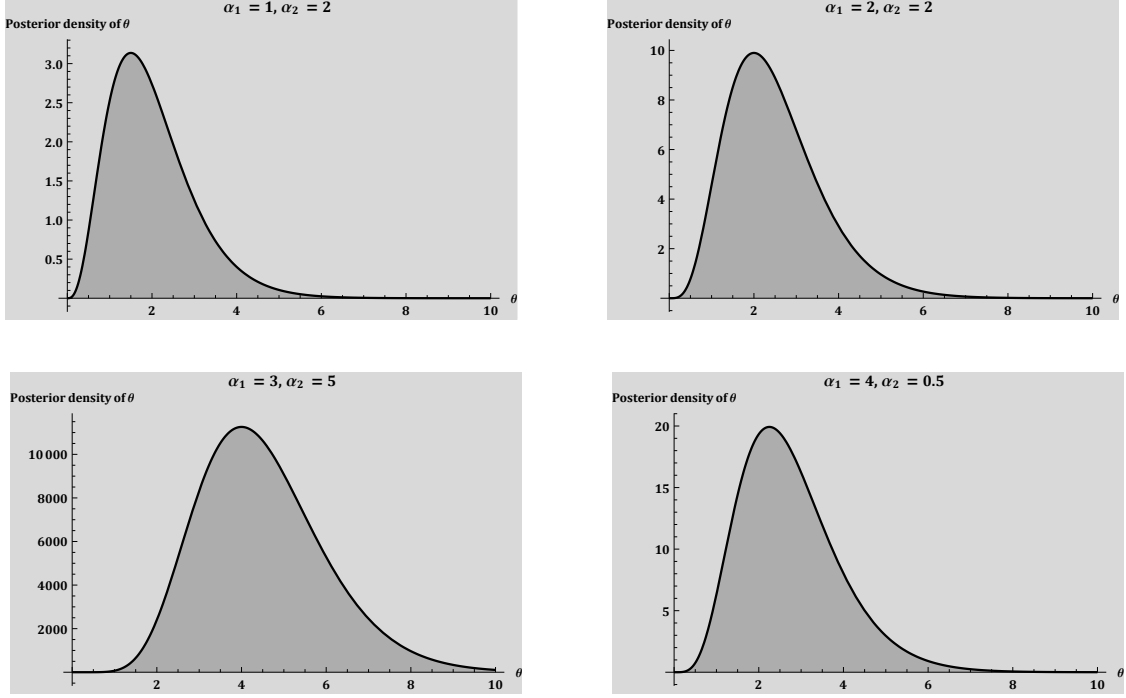 α₁ = 1, α₂ = 2
Posterior density of θ
3.0
2.5
2.0
1.5
1.0
0.5
2 4 6 8 10 θ
α₁ = 2, α₂ = 2
Posterior density of θ
10
8
6
4
2
2 4 6 8 10 θ
α₁ = 3, α₂ = 5
Posterior density of θ
10 000
8000
6000
4000
2000
2 4 6 8 10 θ
α₁ = 4, α₂ = 0.5
Posterior density of θ
20
15
10
5
2 4 6 8 10 θ